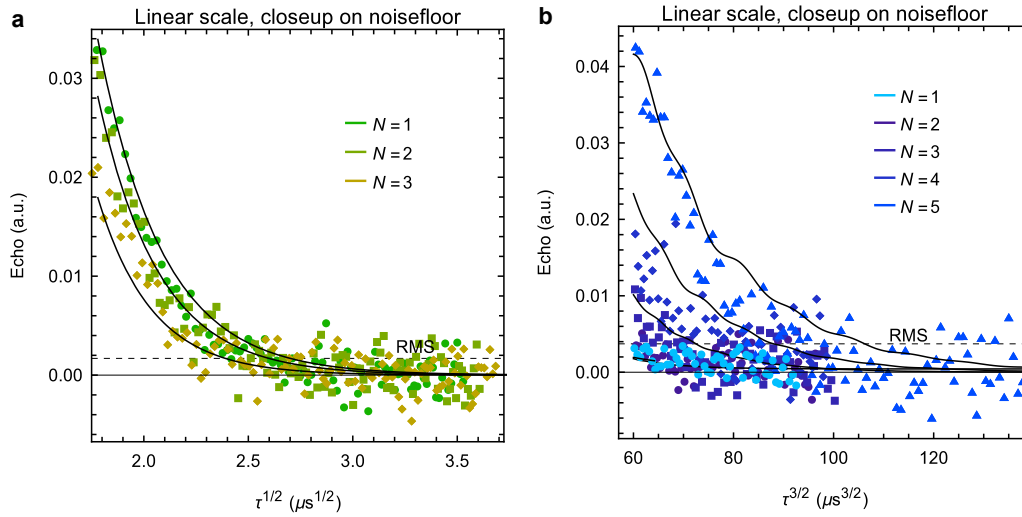 a
Linear scale, closeup on noisefloor
Echo (a.u.)
0.03
0.02
0.01
0.00
N = 1
N = 2
N = 3
RMS
2.0 2.5 3.0 3.5
τ^1/2 (μs^1/2)
b
Linear scale, closeup on noisefloor
Echo (a.u.)
0.04
0.03
0.02
0.01
0.00
N = 1
N = 2
N = 3
N = 4
N = 5
RMS
60 80 100 120
τ^3/2 (μs^3/2)